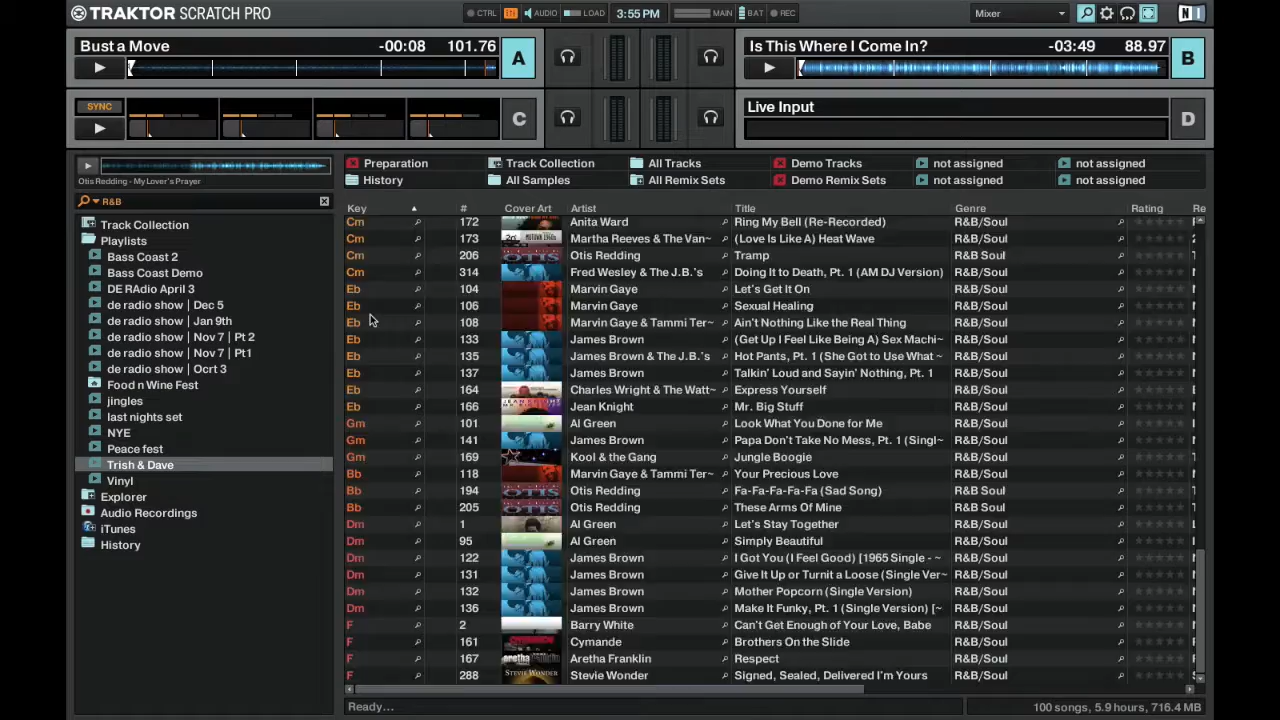 TRAKTOR SCRATCH PRO CTRL AUDIO LOAD 3:55 PM MAIN BAT REC Mixer
Bust a Move -00:08 101.76 A
Is This Where I Come In? -03:49 88.97 B
SYNC C
Live Input D
Otis Redding - My Lover's Prayer
R&B
Track Collection
Playlists
Bass Coast 2
Bass Coast Demo
DE RAdio April 3
de radio show | Dec 5
de radio show | Jan 9th
de radio show | Nov 7 | Pt 2
de radio show | Nov 7 | Pt1
de radio show | Ocrt 3
Food n Wine Fest
jingles
last nights set
NYE
Peace fest
Trish & Dave
Vinyl
Explorer
Audio Recordings
iTunes
History
Preparation Track Collection All Tracks Demo Tracks not assigned not assigned
History All Samples All Remix Sets Demo Remix Sets not assigned not assigned
Key # Cover Art Artist Title Genre Rating Re
Cm 172 Anita Ward Ring My Bell (Re-Recorded) R&B/Soul
Cm 173 Martha Reeves & The Van~ (Love Is Like A) Heat Wave R&B/Soul 2
Cm 206 Otis Redding Tramp R&B Soul
Cm 314 Fred Wesley & The J.B.'s Doing It to Death, Pt. 1 (AM DJ Version) R&B/Soul
Eb 104 Marvin Gaye Let's Get It On R&B/Soul
Eb 106 Marvin Gaye Sexual Healing R&B/Soul
Eb 108 Marvin Gaye & Tammi Ter~ Ain't Nothing Like the Real Thing R&B/Soul
Eb 133 James Brown (Get Up I Feel Like Being A) Sex Machi~ R&B/Soul
Eb 135 James Brown & The J.B.'s Hot Pants, Pt. 1 (She Got to Use What ~ R&B/Soul
Eb 137 James Brown Talkin' Loud and Sayin' Nothing, Pt. 1 R&B/Soul
Eb 164 Charles Wright & The Watt~ Express Yourself R&B/Soul
Eb 166 Jean Knight Mr. Big Stuff R&B/Soul
Gm 101 Al Green Look What You Done for Me R&B/Soul
Gm 141 James Brown Papa Don't Take No Mess, Pt. 1 (Singl~ R&B/Soul
Gm 169 Kool & the Gang Jungle Boogie R&B/Soul
Bb 118 Marvin Gaye & Tammi Ter~ Your Precious Love R&B/Soul
Bb 194 Otis Redding Fa-Fa-Fa-Fa-Fa (Sad Song) R&B Soul
Bb 205 Otis Redding These Arms Of Mine R&B Soul
Dm 1 Al Green Let's Stay Together R&B/Soul
Dm 95 Al Green Simply Beautiful R&B/Soul
Dm 122 James Brown I Got You (I Feel Good) [1965 Single - ~ R&B/Soul
Dm 131 James Brown Give It Up or Turnit a Loose (Single Ver~ R&B/Soul
Dm 132 James Brown Mother Popcorn (Single Version) R&B/Soul
Dm 136 James Brown Make It Funky, Pt. 1 (Single Version) [~ R&B/Soul
F 2 Barry White Can't Get Enough of Your Love, Babe R&B/Soul
F 161 Cymande Brothers On the Slide R&B/Soul
F 167 Aretha Franklin Respect R&B/Soul
F 288 Stevie Wonder Signed, Sealed, Delivered I'm Yours R&B/Soul
Ready... 100 songs, 5.9 hours, 716.4 MB